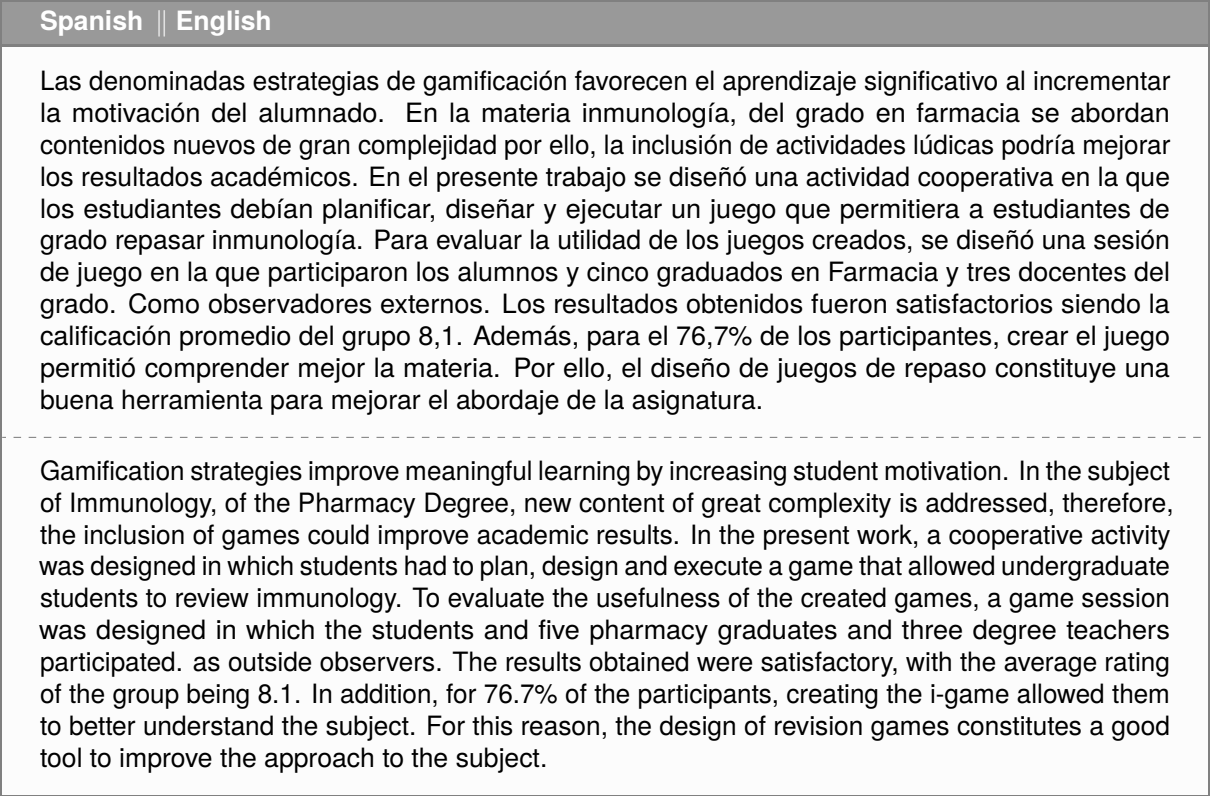 Spanish || English
Las denominadas estrategias de gamificación favorecen el aprendizaje significativo al incrementar
la motivación del alumnado. En la materia inmunología, del grado en farmacia se abordan
contenidos nuevos de gran complejidad por ello, la inclusión de actividades lúdicas podría mejorar
los resultados académicos. En el presente trabajo se diseñó una actividad cooperativa en la que
los estudiantes debían planificar, diseñar y ejecutar un juego que permitiera a estudiantes de
grado repasar inmunología. Para evaluar la utilidad de los juegos creados, se diseñó una sesión
de juego en la que participaron los alumnos y cinco graduados en Farmacia y tres docentes del
grado. Como observadores externos. Los resultados obtenidos fueron satisfactorios siendo la
calificación promedio del grupo 8,1. Además, para el 76,7% de los participantes, crear el juego
permitió comprender mejor la materia. Por ello, el diseño de juegos de repaso constituye una
buena herramienta para mejorar el abordaje de la asignatura.
Gamification strategies improve meaningful learning by increasing student motivation. In the subject
of Immunology, of the Pharmacy Degree, new content of great complexity is addressed, therefore,
the inclusion of games could improve academic results. In the present work, a cooperative activity
was designed in which students had to plan, design and execute a game that allowed undergraduate
students to review immunology. To evaluate the usefulness of the created games, a game session
was designed in which the students and five pharmacy graduates and three degree teachers
participated. as outside observers. The results obtained were satisfactory, with the average rating
of the group being 8.1. In addition, for 76.7% of the participants, creating the i-game allowed them
to better understand the subject. For this reason, the design of revision games constitutes a good
tool to improve the approach to the subject.